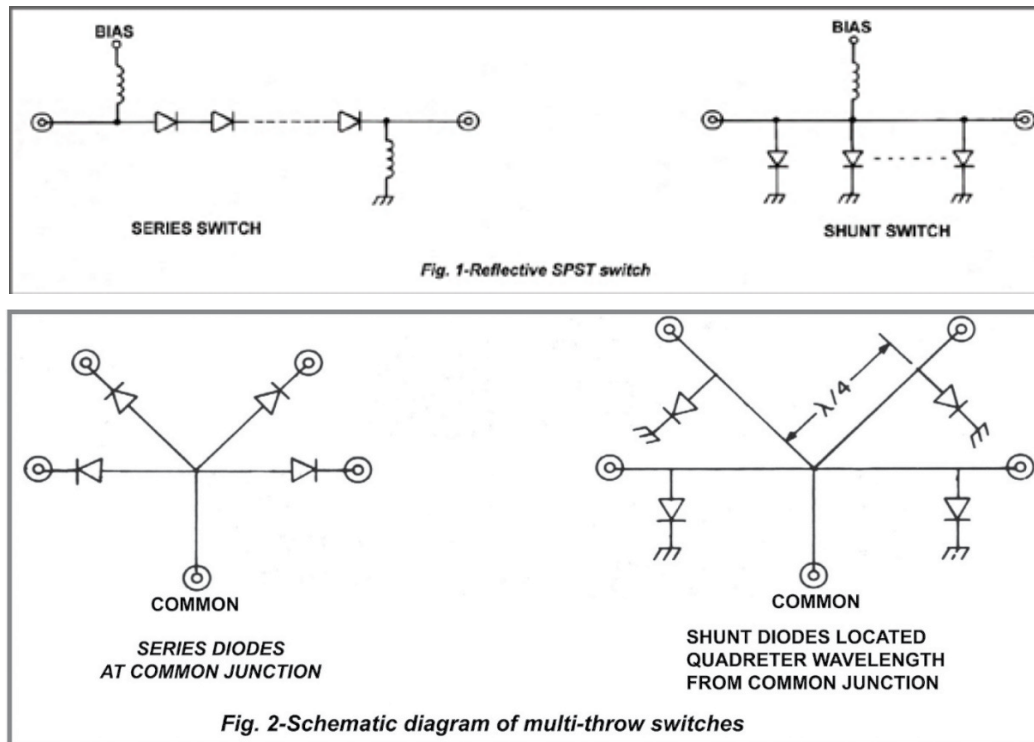 BIAS
BIAS
SERIES SWITCH
SHUNT SWITCH
Fig. 1-Reflective SPST switch
λ/4
COMMON
COMMON
SERIES DIODES
AT COMMON JUNCTION
SHUNT DIODES LOCATED
QUADRETER WAVELENGTH
FROM COMMON JUNCTION
Fig. 2-Schematic diagram of multi-throw switches